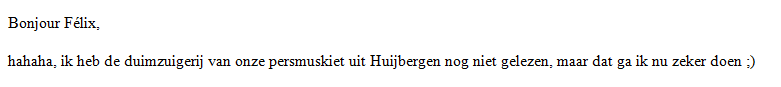 Bonjour Félix,
hahaha, ik heb de duimzuigerij van onze persmuskiet uit Huijbergen nog niet gelezen, maar dat ga ik nu zeker doen ;)